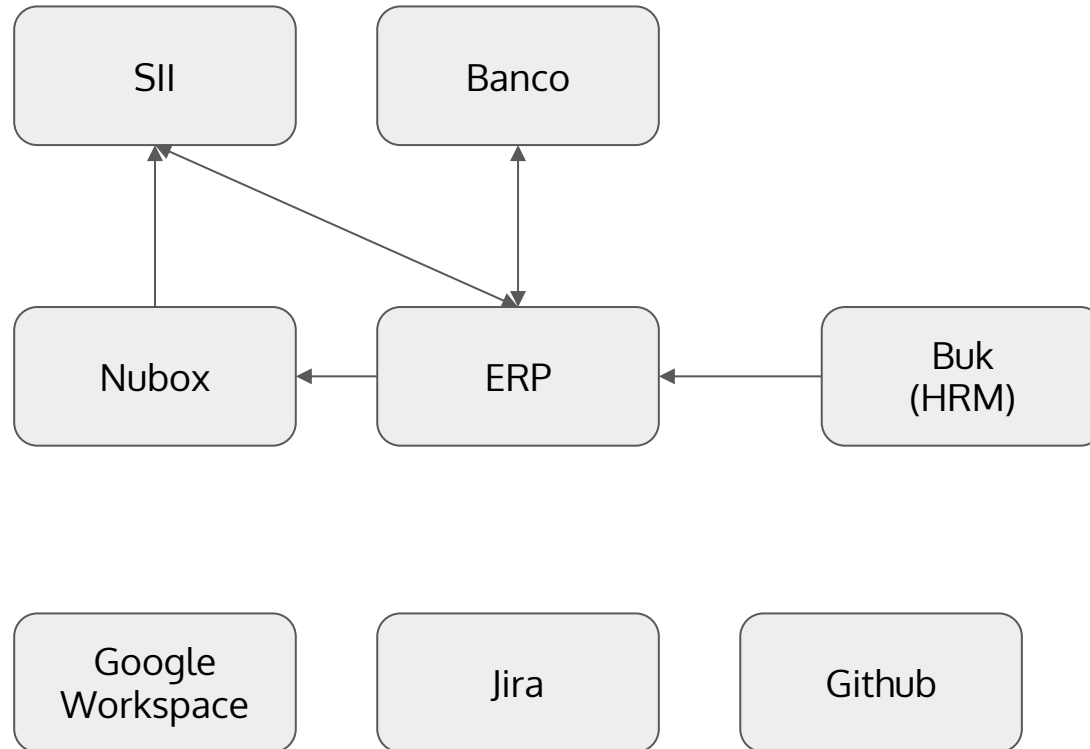 SII
Banco
Nubox
ERP
Buk
(HRM)
Google
Workspace
Jira
Github